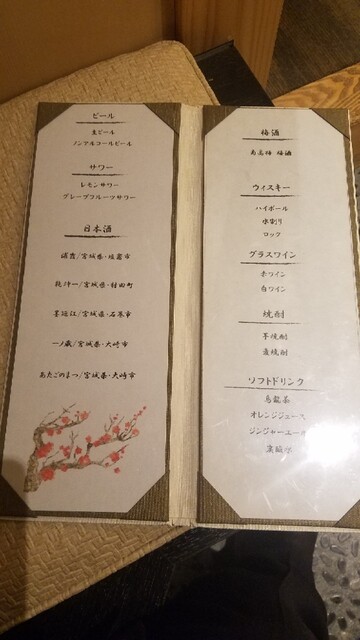 ビール
生ビール
ノンアルコールビール
サワー
レモンサワー
グレープフルーツサワー
日本酒
浦霞/宮城県・塩竈市
乾坤一/宮城県・村田町
墨廼江/宮城県・石巻市
一ノ蔵/宮城県・大崎市
あたごのまつ/宮城県・大崎市
梅酒
南高梅 梅酒
ウィスキー
ハイボール
水割り
ロック
グラスワイン
赤ワイン
白ワイン
焼酎
芋焼酎
麦焼酎
ソフトドリンク
烏龍茶
オレンジジュース
ジンジャーエール
炭酸水